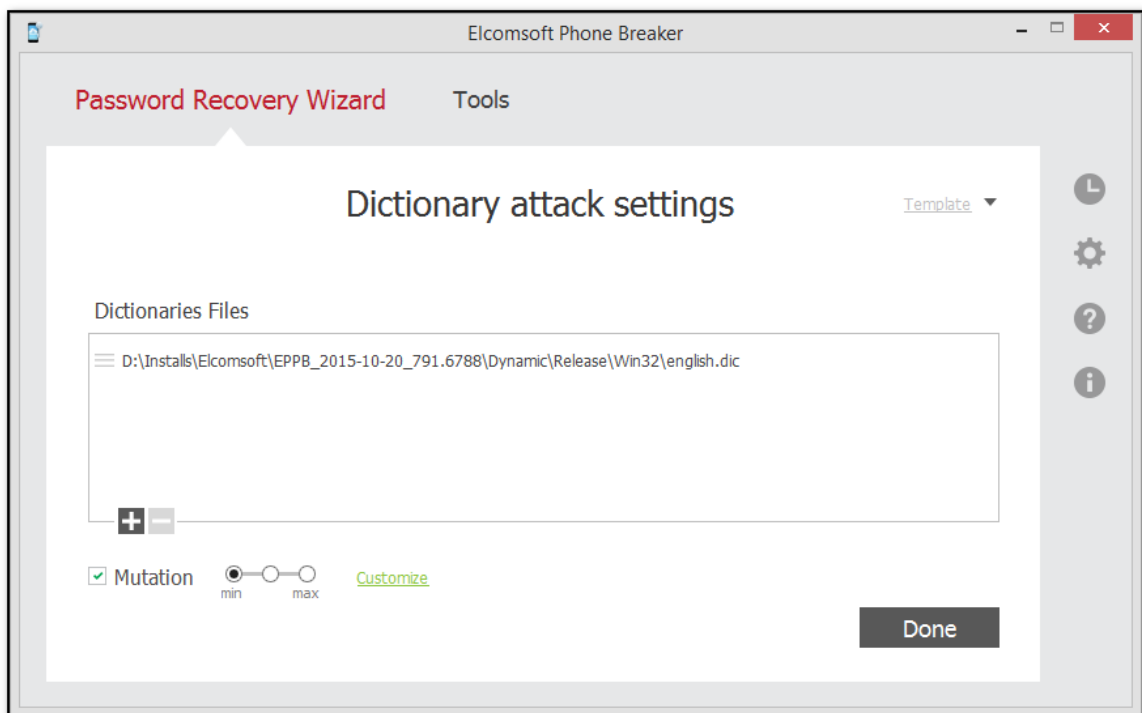 Elcomsoft Phone Breaker
Password Recovery Wizard Tools
Dictionary attack settings
Template
Dictionaries Files
D:\Installs\Elcomsoft\EPPB_2015-10-20_791.6788\Dynamic\Release\Win32\english.dic
Mutation
min max
Customize
Done